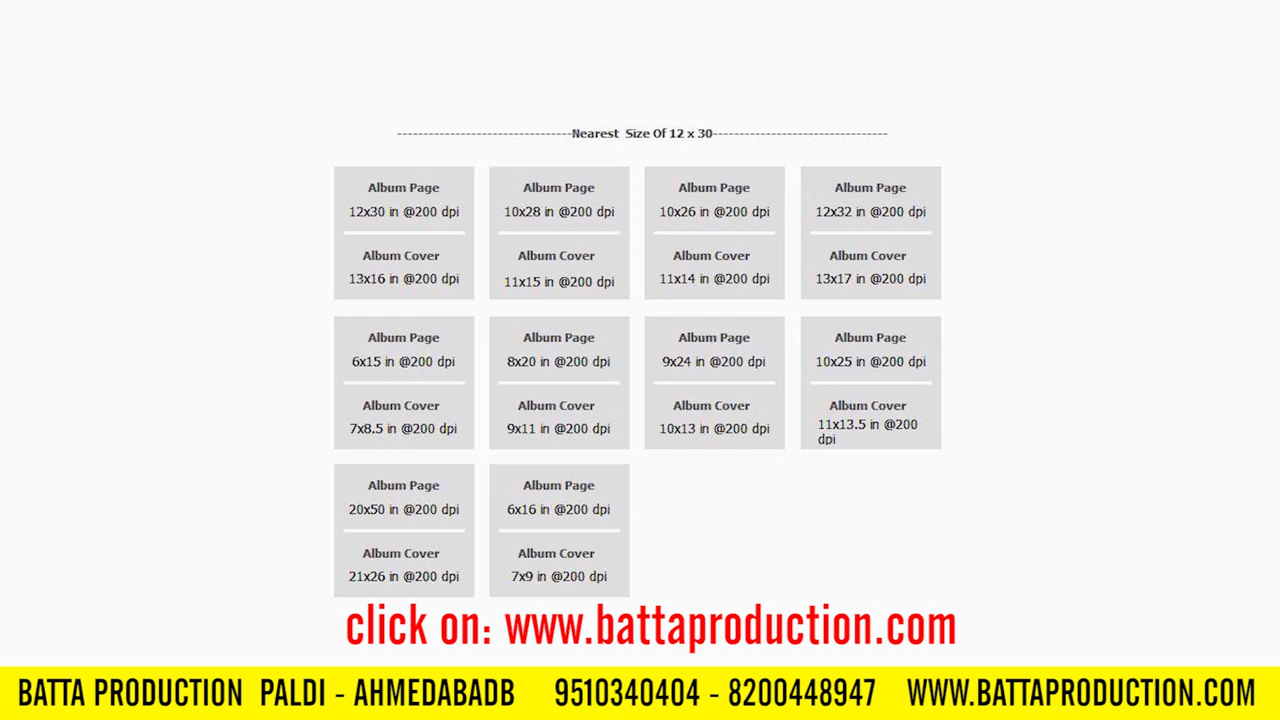 ---------------------------------Nearest Size Of 12 x 30---------------------------------
Album Page
12x30 in @200 dpi
Album Cover
13x16 in @200 dpi
Album Page
10x28 in @200 dpi
Album Cover
11x15 in @200 dpi
Album Page
10x26 in @200 dpi
Album Cover
11x14 in @200 dpi
Album Page
12x32 in @200 dpi
Album Cover
13x17 in @200 dpi
Album Page
6x15 in @200 dpi
Album Cover
7x8.5 in @200 dpi
Album Page
8x20 in @200 dpi
Album Cover
9x11 in @200 dpi
Album Page
9x24 in @200 dpi
Album Cover
10x13 in @200 dpi
Album Page
10x25 in @200 dpi
Album Cover
11x13.5 in @200
dpi
Album Page
20x50 in @200 dpi
Album Cover
21x26 in @200 dpi
Album Page
6x16 in @200 dpi
Album Cover
7x9 in @200 dpi
click on: www.battaproduction.com
BATTA PRODUCTION PALDI - AHMEDABADB 9510340404 - 8200448947 WWW.BATTAPRODUCTION.COM